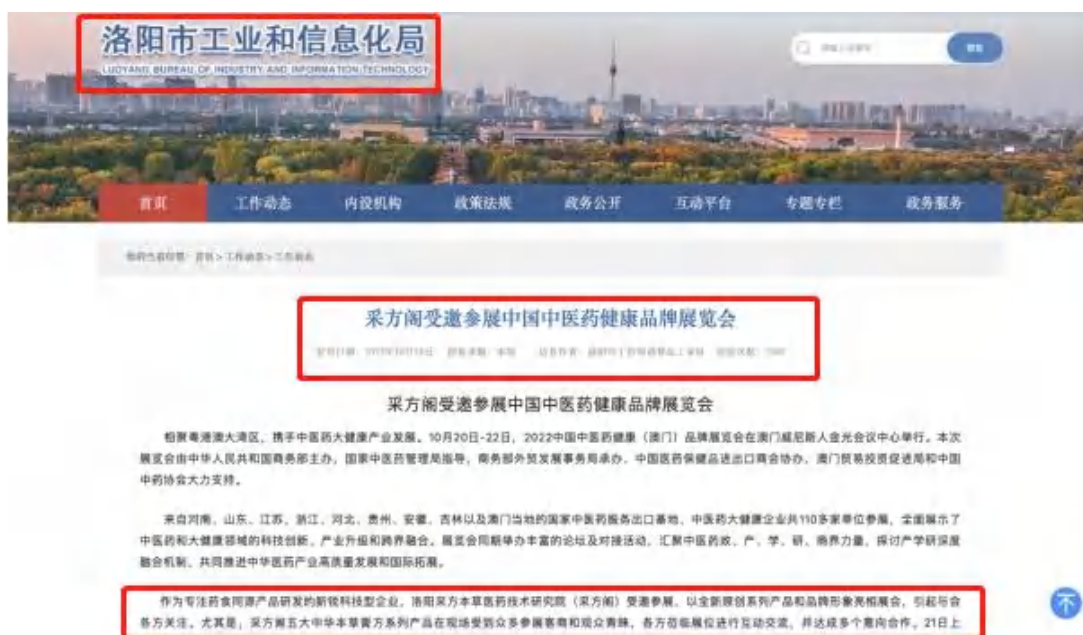 洛阳市工业和信息化局
LUOYANG BUREAU OF INDUSTRY AND INFORMATION TECHNOLOGY
首页 工作动态 内设机构 政策法规 政务公开 互动平台 专题专栏 政务服务
首页>工作动态>工作动态
采方阁受邀参展中国中医药健康品牌展览会
采方阁受邀参展中国中医药健康品牌展览会
相聚粤港澳大湾区，携手中医药大健康产业发展。10月20日-22日，2022中国中医药健康（澳门）品牌展览会在澳门威尼斯人金光会议中心举行。本次
展览会由中华人民共和国商务部主办，国家中医药管理局指导，商务部外贸发展事务局承办，中国医药保健品进出口商会协办，澳门贸易投资促进局和中国
中药协会大力支持。
来自河南、山东、江苏、浙江、河北、贵州、安徽、吉林以及澳门当地的国家中医药服务出口基地、中医药大健康企业共110多家单位参展，全面展示了
中医药和大健康领域的科技创新、产业升级和跨界融合。展览会同期举办丰富的论坛及对接活动，汇聚中医药政、产、学、研、商界力量，探讨产学研深度
融合机制，共同推进中华医药产业高质量发展和国际拓展。
作为专注药食同源产品研发的新锐科技型企业，洛阳采方本草医药技术研究院（采方阁）受邀参展，以全新原创系列产品和品牌形象亮相展会，引起与会
各方关注。尤其是，采方阁五大中华本草膏方系列产品在现场受到众多参展客商和观众青睐，各方莅临展位进行互动交流，并达成多个意向合作。21日上